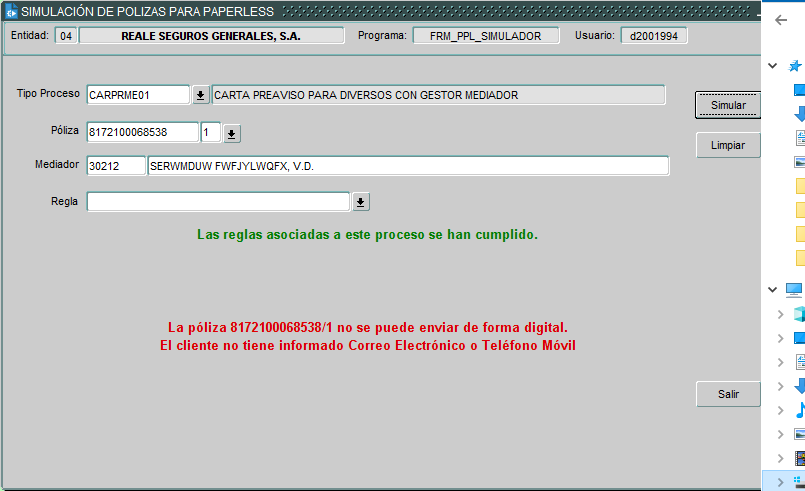 SIMULACIÓN DE POLIZAS PARA PAPERLESS
Entidad: 04 REALE SEGUROS GENERALES, S.A. Programa: FRM_PPL_SIMULADOR Usuario: d2001994
Tipo Proceso CARPRME01 CARTA PREAVISO PARA DIVERSOS CON GESTOR MEDIADOR
Simular
Póliza 8172100068538 1
Limpiar
Mediador 30212 SERWMDUW FWFJYLWQFX, V.D.
Regla
Las reglas asociadas a este proceso se han cumplido.
La póliza 8172100068538/1 no se puede enviar de forma digital.
El cliente no tiene informado Correo Electrónico o Teléfono Móvil
Salir